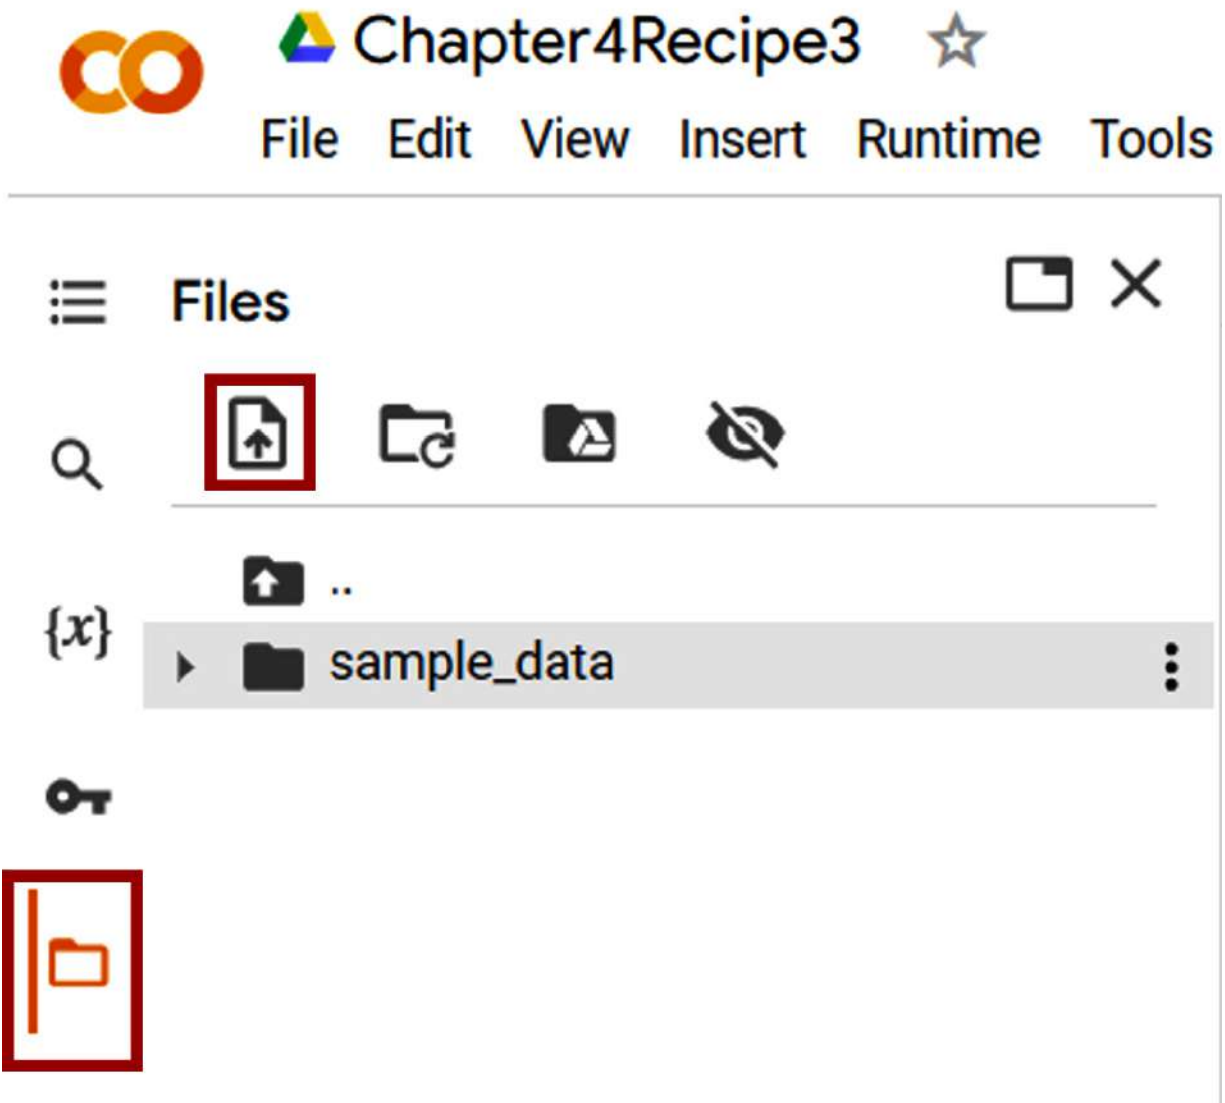 CO
Chapter4Recipe3
File Edit View Insert Runtime Tools
Files
..
{x}
sample_data